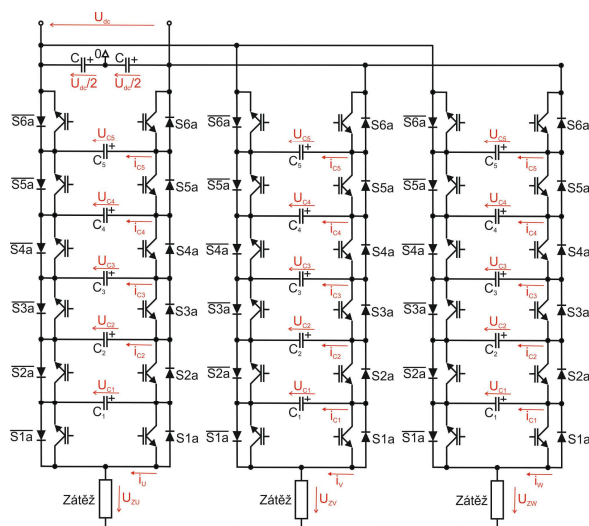 U_dc
C + 0 C +
U_dc/2 U_dc/2
S6a S6a S6a S6a S6a S6a
U_C5 U_C5 U_C5
C_5 + i_C5 C_5 + i_C5 C_5 + i_C5
S5a S5a S5a S5a S5a S5a
U_C4 U_C4 U_C4
C_4 + i_C4 C_4 + i_C4 C_4 + i_C4
S4a S4a S4a S4a S4a S4a
U_C3 U_C3 U_C3
C_3 + i_C3 C_3 + i_C3 C_3 + i_C3
S3a S3a S3a S3a S3a S3a
U_C2 U_C2 U_C2
C_2 + i_C2 C_2 + i_C2 C_2 + i_C2
S2a S2a S2a S2a S2a S2a
U_C1 U_C1 U_C1
C_1 + i_C1 C_1 + i_C1 C_1 + i_C1
S1a S1a S1a S1a S1a S1a
i_U i_V i_W
Zátěž U_ZU Zátěž U_ZV Zátěž U_ZW